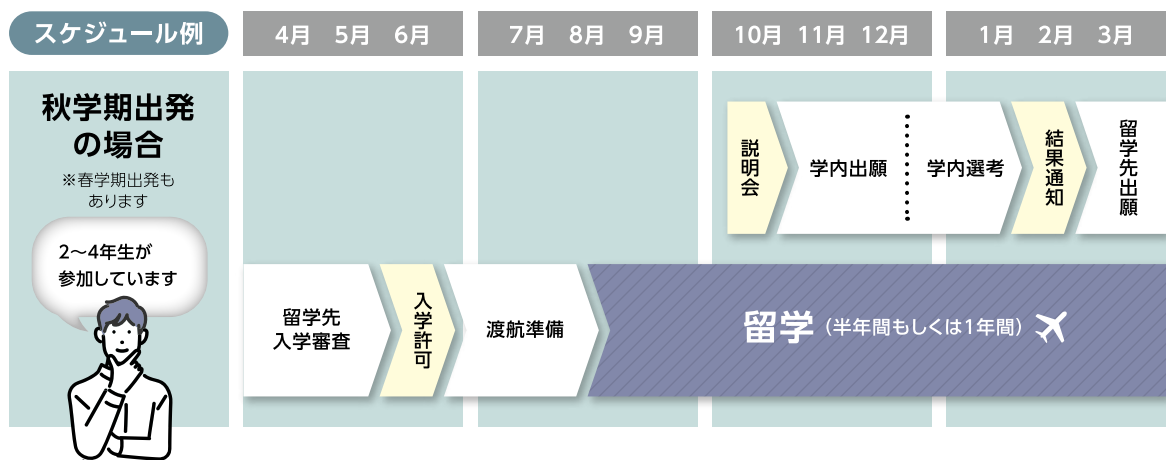 スケジュール例
4月 5月 6月
7月 8月 9月
10月 11月 12月
1月 2月 3月
秋学期出発
の場合
※春学期出発も
あります
2〜4年生が
参加しています
説明会
学内出願
学内選考
結果通知
留学先出願
留学先
入学審査
入学許可
渡航準備
留学（半年間もしくは1年間）